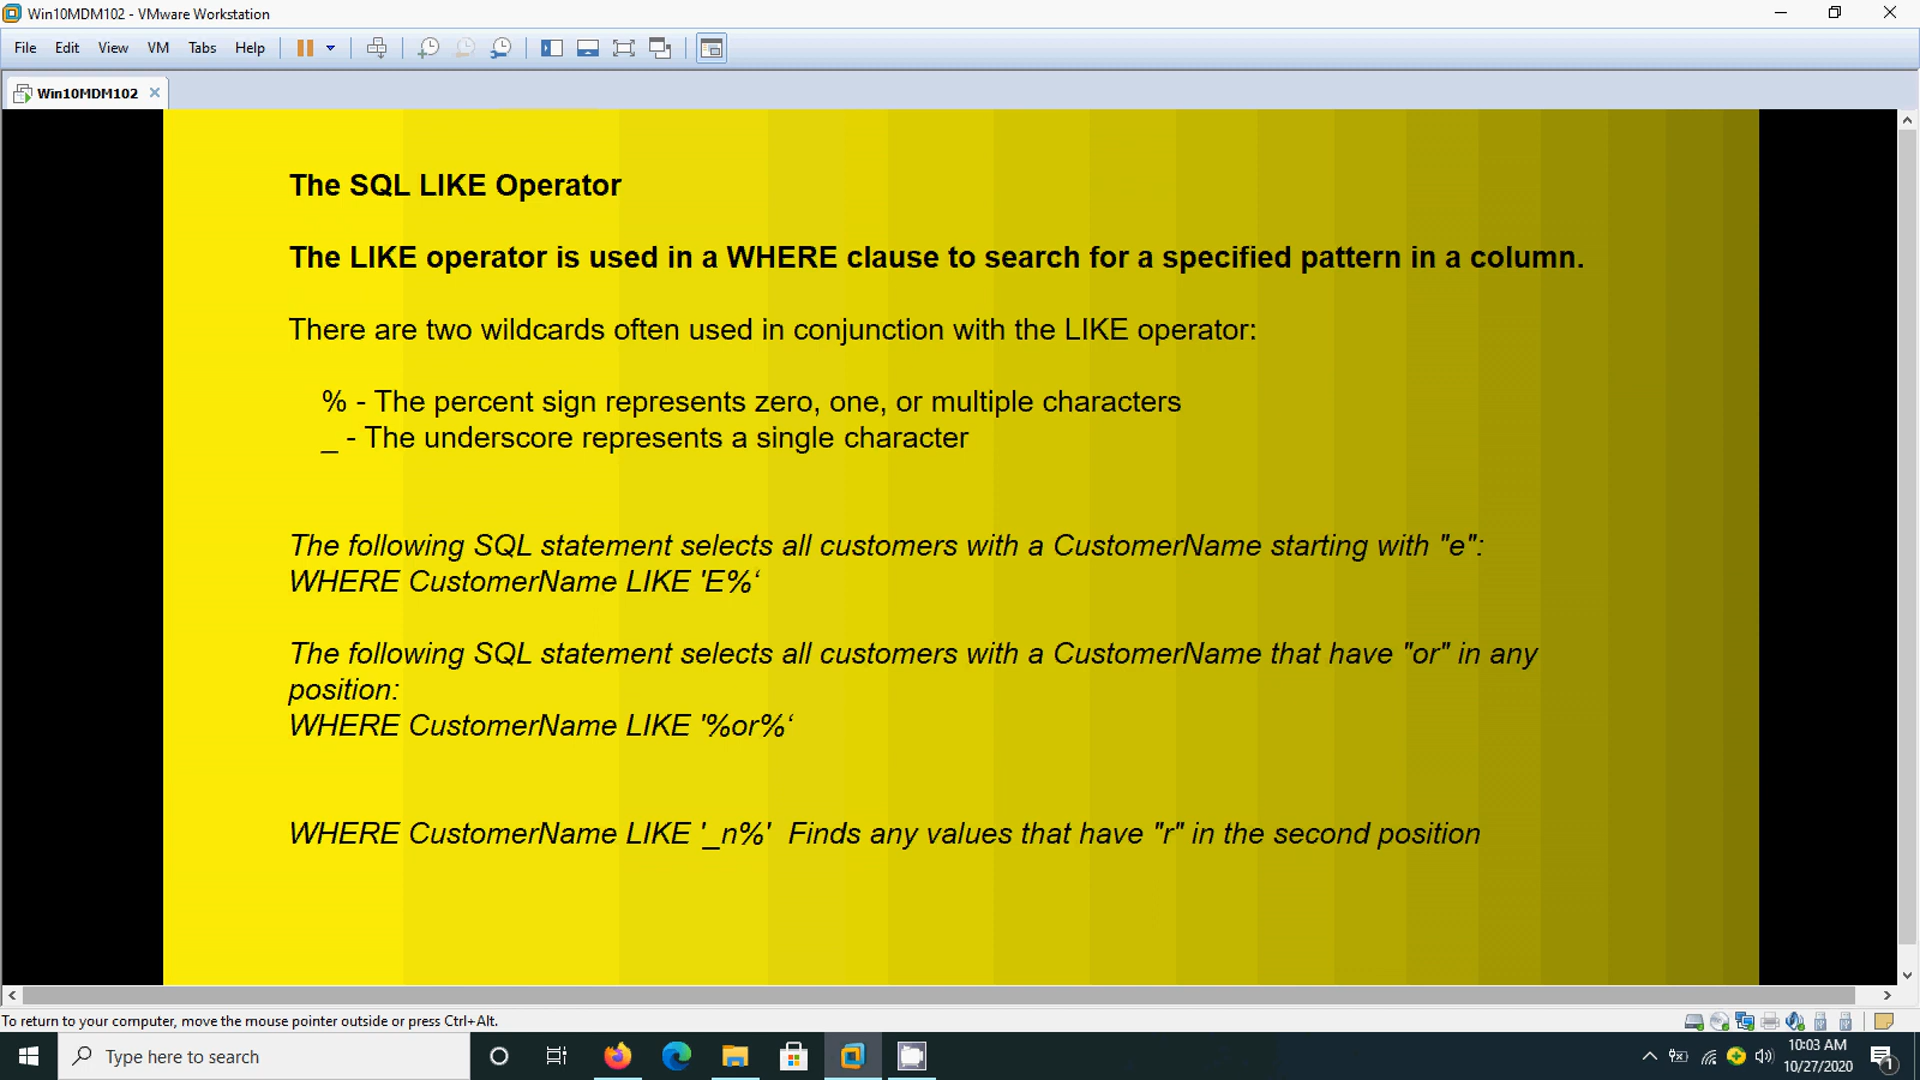 Win10MDM102 - VMware Workstation
File Edit View VM Tabs Help
Win10MDM102
The SQL LIKE Operator
The LIKE operator is used in a WHERE clause to search for a specified pattern in a column.
There are two wildcards often used in conjunction with the LIKE operator:
% - The percent sign represents zero, one, or multiple characters
_ - The underscore represents a single character
The following SQL statement selects all customers with a CustomerName starting with "e":
WHERE CustomerName LIKE 'E%‘
The following SQL statement selects all customers with a CustomerName that have "or" in any
position:
WHERE CustomerName LIKE '%or%‘
WHERE CustomerName LIKE '_n%'  Finds any values that have "r" in the second position
To return to your computer, move the mouse pointer outside or press Ctrl+Alt.
Type here to search
10:03 AM
10/27/2020
1